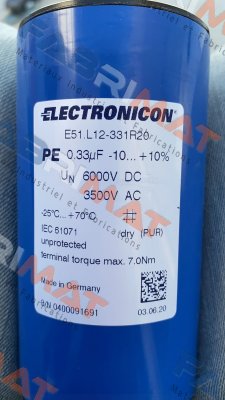 ELECTRONICON
E51.L12-331R20
PE 0.33µF -10...+10%
UN 6000V DC
3500V AC
-25°C...+70°C
IEC 61071 dry (PUR)
unprotected
terminal torque max. 7.0Nm
Made in Germany
S/N 0400091691 03.06.20
FABRIMAT